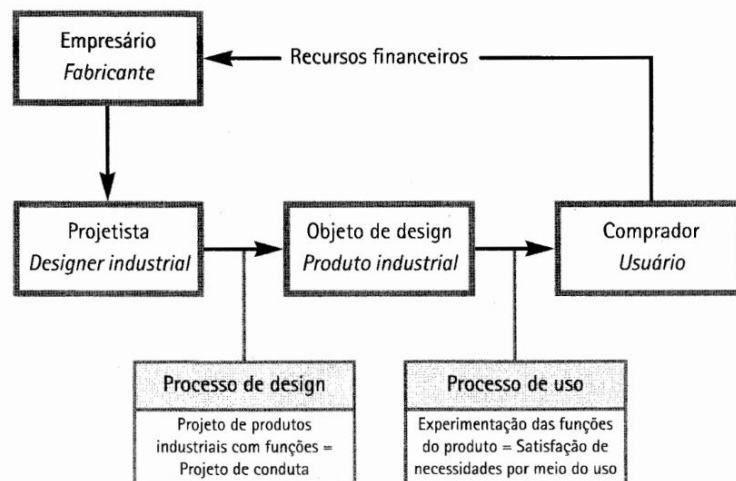 Empresário
Fabricante
Recursos financeiros
Projetista
Designer industrial
Objeto de design
Produto industrial
Comprador
Usuário
Processo de design
Projeto de produtos
industriais com funções =
Projeto de conduta
Processo de uso
Experimentação das funções
do produto = Satisfação de
necessidades por meio do uso